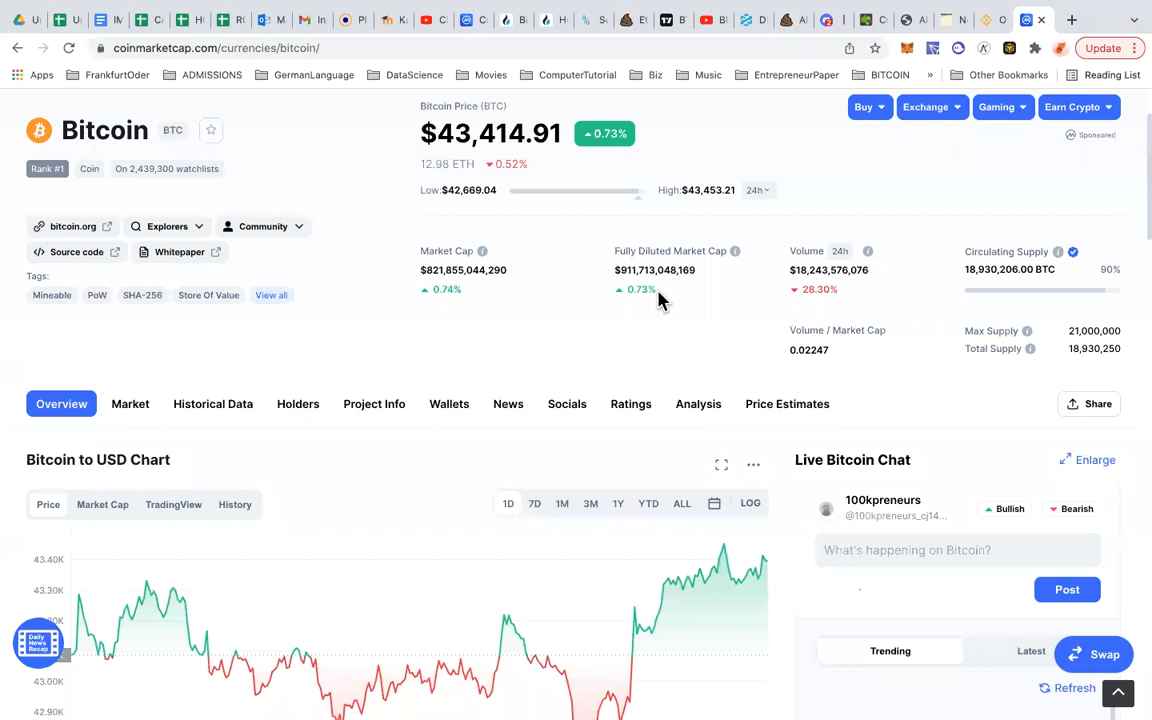 coinmarketcap.com/currencies/bitcoin/
Update
Apps FrankfurtOder ADMISSIONS GermanLanguage DataScience Movies ComputerTutorial Biz Music EntrepreneurPaper BITCOIN » Other Bookmarks Reading List
Bitcoin BTC
Rank #1 Coin On 2,439,300 watchlists
bitcoin.org Explorers Community
Source code Whitepaper
Tags:
Mineable PoW SHA-256 Store Of Value View all
Bitcoin Price (BTC)
$43,414.91 0.73%
12.98 ETH 0.52%
Low:$42,669.04 High:$43,453.21 24h
Buy Exchange Gaming Earn Crypto
Sponsored
Market Cap
$821,855,044,290
0.74%
Fully Diluted Market Cap
$911,713,048,169
0.73%
Volume 24h
$18,243,576,076
28.30%
Volume / Market Cap
0.02247
Circulating Supply
18,930,206.00 BTC 90%
Max Supply 21,000,000
Total Supply 18,930,250
Overview Market Historical Data Holders Project Info Wallets News Socials Ratings Analysis Price Estimates Share
Bitcoin to USD Chart
Price Market Cap TradingView History
1D 7D 1M 3M 1Y YTD ALL LOG
43.40K
43.30K
43.00K
42.90K
Daily
News
Recap
Live Bitcoin Chat Enlarge
100kpreneurs
@100kpreneurs_cj14...
Bullish Bearish
What's happening on Bitcoin?
Post
Trending Latest
Swap
Refresh